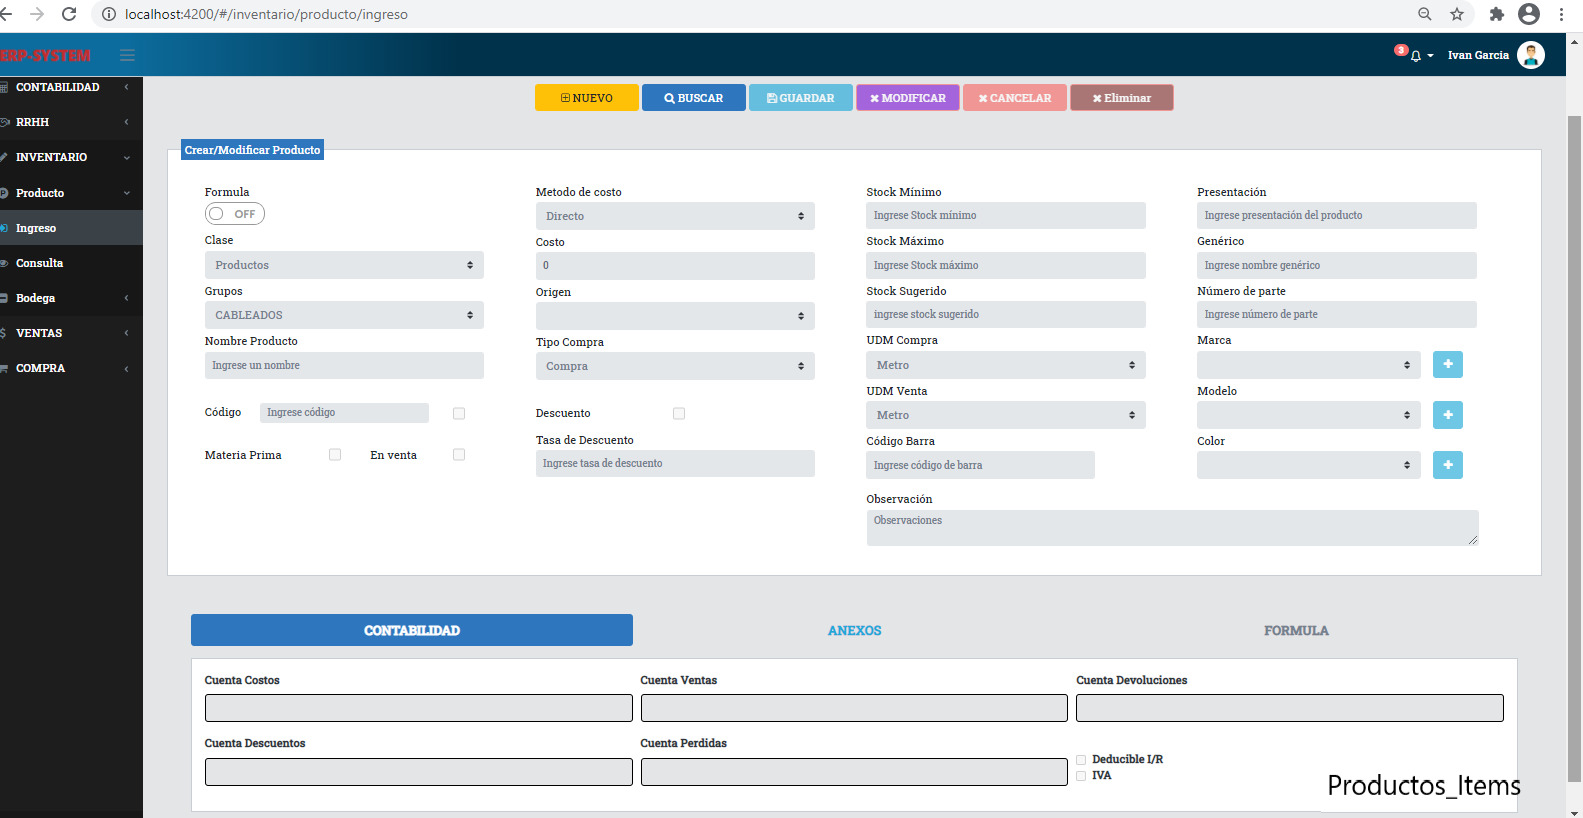 localhost:4200/#/inventario/producto/ingreso
ERP-SYSTEM
3
Ivan Garcia
CONTABILIDAD
RRHH
INVENTARIO
Producto
Ingreso
Consulta
Bodega
VENTAS
COMPRA
NUEVO
BUSCAR
GUARDAR
MODIFICAR
CANCELAR
Eliminar
Crear/Modificar Producto
Formula
OFF
Clase
Productos
Grupos
CABLEADOS
Nombre Producto
Ingrese un nombre
Código
Ingrese código
Materia Prima
En venta
Metodo de costo
Directo
Costo
0
Origen
Tipo Compra
Compra
Descuento
Tasa de Descuento
Ingrese tasa de descuento
Stock Mínimo
Ingrese Stock mínimo
Stock Máximo
Ingrese Stock máximo
Stock Sugerido
ingrese stock sugerido
UDM Compra
Metro
UDM Venta
Metro
Código Barra
Ingrese código de barra
Observación
Observaciones
Presentación
Ingrese presentación del producto
Genérico
Ingrese nombre genérico
Número de parte
Ingrese número de parte
Marca
Modelo
Color
CONTABILIDAD
ANEXOS
FORMULA
Cuenta Costos
Cuenta Ventas
Cuenta Devoluciones
Cuenta Descuentos
Cuenta Perdidas
Deducible I/R
IVA
Productos_Items